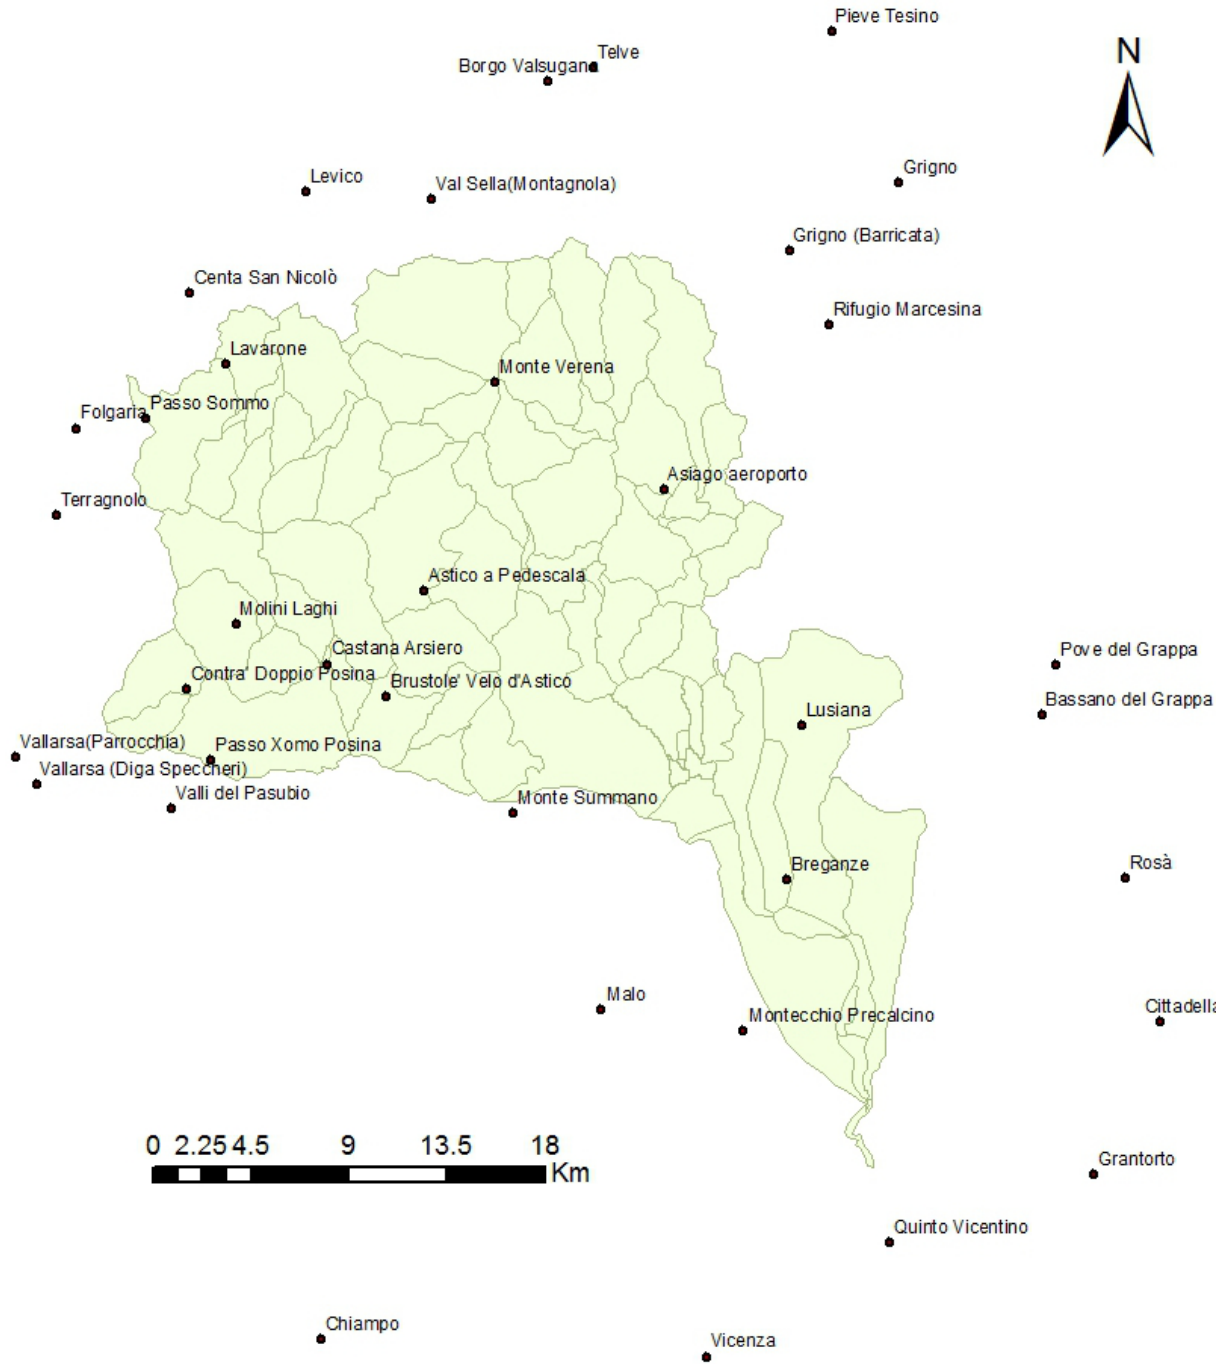 Pieve Tesino
N
Telve
Borgo Valsugana
Grigno
Levico
Val Sella(Montagnola)
Grigno (Barricata)
Centa San Nicolò
Rifugio Marcesina
Lavarone
Monte Verena
Passo Sommo
Folgaria
Asiago aeroporto
Terragnolo
Astico a Pedescala
Molini Laghi
Castana Arsiero
Pove del Grappa
Contra' Doppio Posina
Brustole' Velo d'Astico
Bassano del Grappa
Lusiana
Vallarsa(Parrocchia)
Passo Xomo Posina
Vallarsa (Diga Speccheri)
Valli del Pasubio
Monte Summano
Breganze
Rosà
Malo
Montecchio Precalcino
Cittadella
0 2.25 4.5 9 13.5 18
Km
Grantorto
Quinto Vicentino
Chiampo
Vicenza